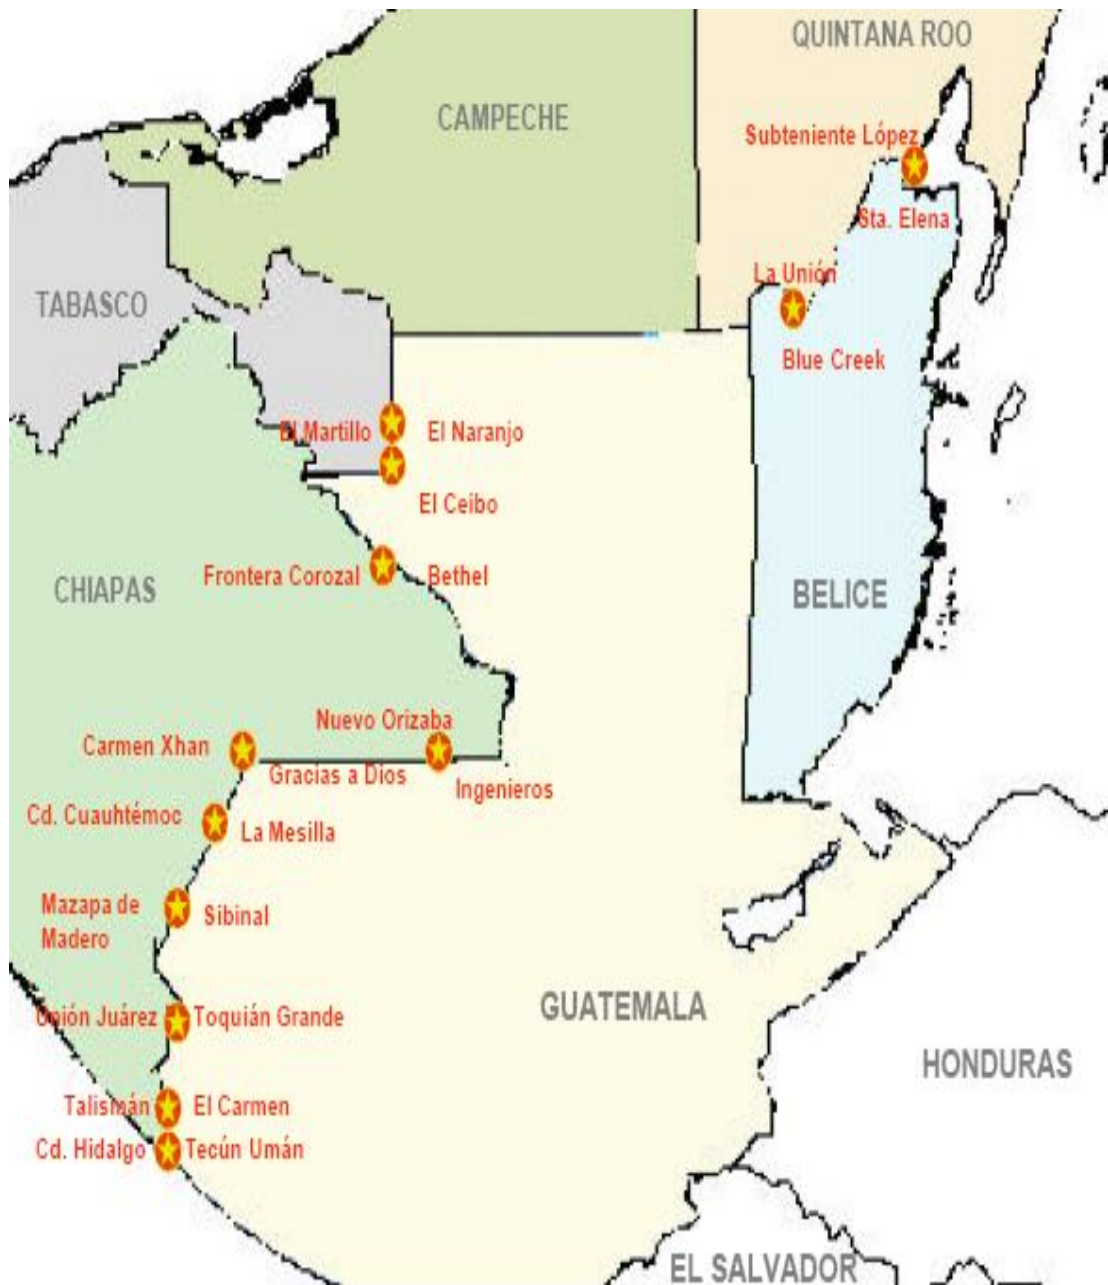 QUINTANA ROO
CAMPECHE
Subteniente López
Sta. Elena
La Unión
TABASCO
Blue Creek
El Martillo
El Naranjo
El Ceibo
Frontera Corozal
Bethel
CHIAPAS
BELICE
Nuevo Orizaba
Carmen Xhan
Gracias a Dios
Ingenieros
Cd. Cuauhtémoc
La Mesilla
Mazapa de
Madero
Sibinal
GUATEMALA
Unión Juárez
Toquián Grande
HONDURAS
Talismán
El Carmen
Cd. Hidalgo
Tecún Umán
EL SALVADOR